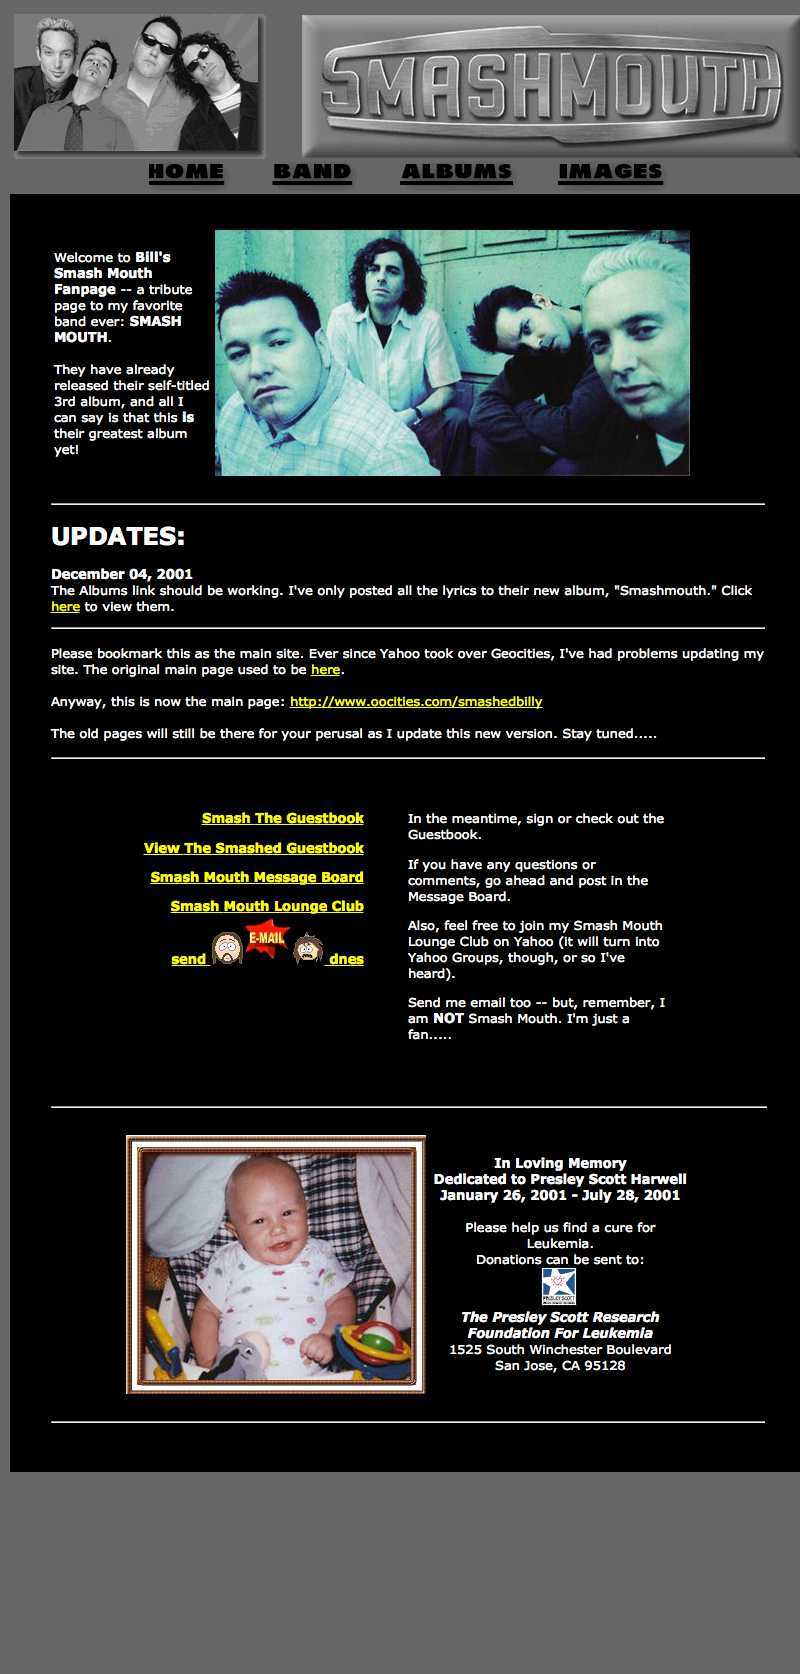 SMASHMOUTH
HOME BAND ALBUMS IMAGES
Welcome to Bill's
Smash Mouth
Fanpage -- a tribute
page to my favorite
band ever: SMASH
MOUTH.
They have already
released their self-titled
3rd album, and all I
can say is that this is
their greatest album
yet!
UPDATES:
December 04, 2001
The Albums link should be working. I've only posted all the lyrics to their new album, "Smashmouth." Click
here to view them.
Please bookmark this as the main site. Ever since Yahoo took over Geocities, I've had problems updating my
site. The original main page used to be here.
Anyway, this is now the main page: http://www.oocities.com/smashedbilly
The old pages will still be there for your perusal as I update this new version. Stay tuned.....
Smash The Guestbook
View The Smashed Guestbook
Smash Mouth Message Board
Smash Mouth Lounge Club
send E-MAIL dnes
In the meantime, sign or check out the
Guestbook.
If you have any questions or
comments, go ahead and post in the
Message Board.
Also, feel free to join my Smash Mouth
Lounge Club on Yahoo (it will turn into
Yahoo Groups, though, or so I've
heard).
Send me email too -- but, remember, I
am NOT Smash Mouth. I'm just a
fan.....
In Loving Memory
Dedicated to Presley Scott Harwell
January 26, 2001 - July 28, 2001
Please help us find a cure for
Leukemia.
Donations can be sent to:
PRESLEY SCOTT
The Presley Scott Research
Foundation For Leukemia
1525 South Winchester Boulevard
San Jose, CA 95128